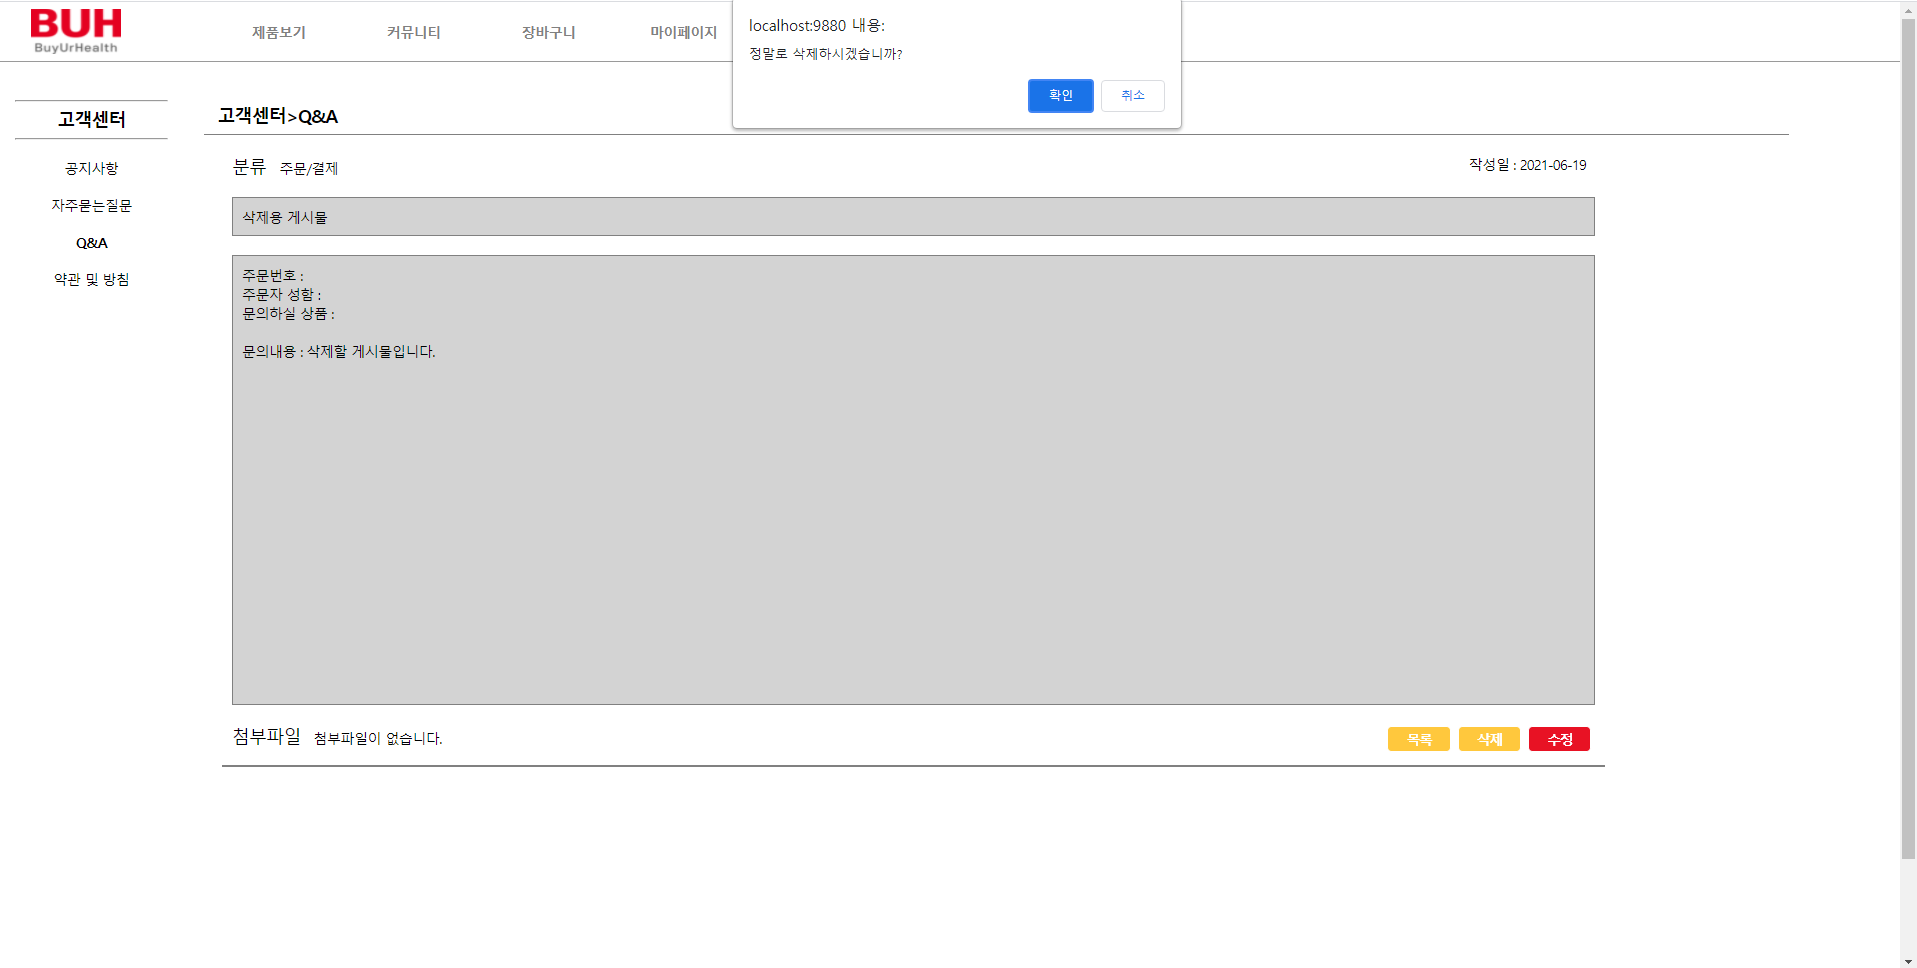 BUH
BuyUrHealth
제품보기
커뮤니티
장바구니
마이페이지
localhost:9880 내용:
정말로 삭제하시겠습니까?
확인
취소
고객센터
공지사항
자주묻는질문
Q&A
약관 및 방침
고객센터>Q&A
분류 주문/결제
작성일 : 2021-06-19
삭제용 게시물
주문번호 :
주문자 성함 :
문의하실 상품 :
문의내용 : 삭제할 게시물입니다.
첨부파일 첨부파일이 없습니다.
목록
삭제
수정